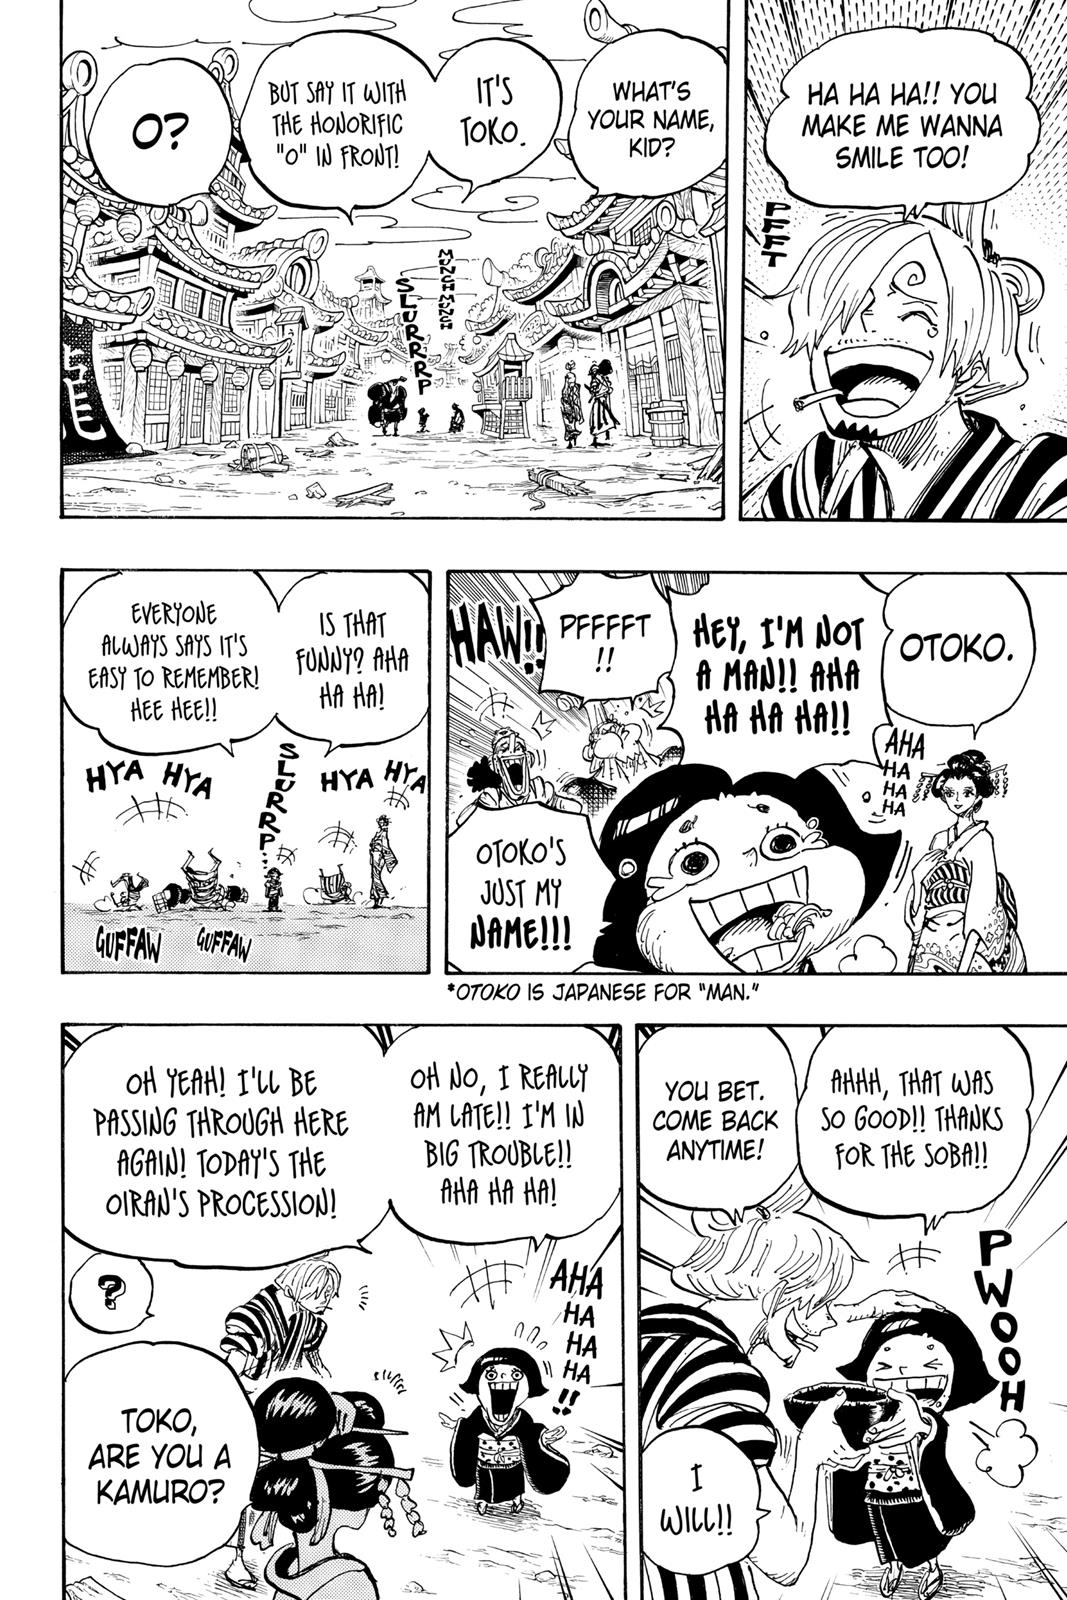 HA HA HA!! YOU
MAKE ME WANNA
SMILE TOO!
PFFT
WHAT'S
YOUR NAME,
KID?
IT'S
TOKO.
BUT SAY IT WITH
THE HONORIFIC
"O" IN FRONT!
O?
MUNCH MUNCH
SLURRRP
OTOKO.
HEY, I'M NOT
A MAN!! AHA
HA HA HA!!
PFFFFT
!!
HAW!!
AHA
HA
HA
HA
OTOKO'S
JUST MY
NAME!!!
*OTOKO IS JAPANESE FOR "MAN."
IS THAT
FUNNY? AHA
HA HA!
EVERYONE
ALWAYS SAYS IT'S
EASY TO REMEMBER!
HEE HEE!!
HYA HYA
SLURRP...
HYA HYA
GUFFAW
GUFFAW
AHHH, THAT WAS
SO GOOD!! THANKS
FOR THE SOBA!!
YOU BET.
COME BACK
ANYTIME!
PWOOH
I
WILL!!
OH NO, I REALLY
AM LATE!! I'M IN
BIG TROUBLE!!
AHA HA HA!
OH YEAH! I'LL BE
PASSING THROUGH HERE
AGAIN! TODAY'S THE
OIRAN'S PROCESSION!
AHA
HA
HA
HA
!!
?
TOKO,
ARE YOU A
KAMURO?